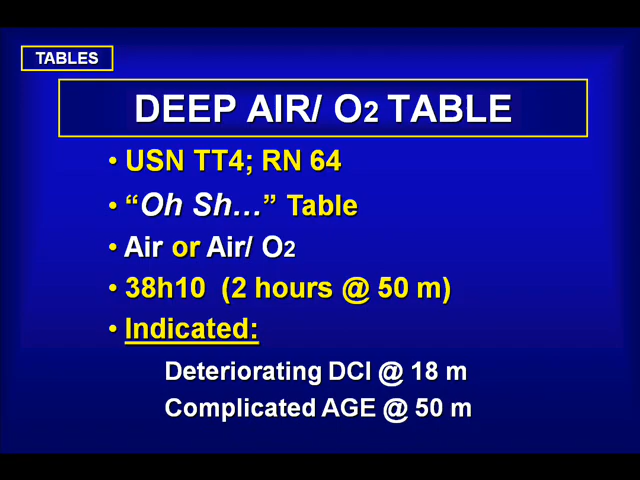 TABLES
DEEP AIR/ O2 TABLE
• USN TT4; RN 64
• “Oh Sh…” Table
• Air or Air/ O2
• 38h10 (2 hours @ 50 m)
• Indicated:
Deteriorating DCI @ 18 m
Complicated AGE @ 50 m